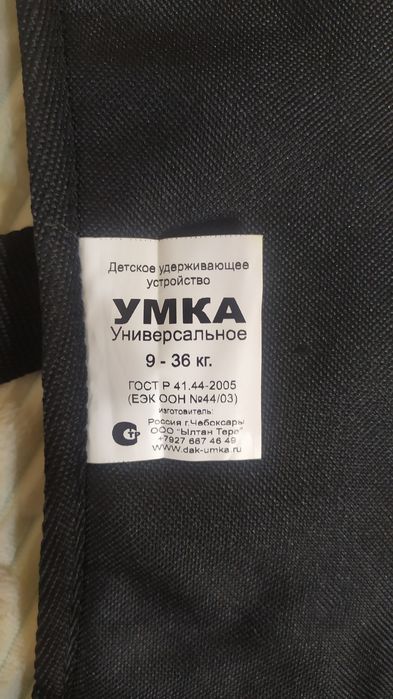 Детское удерживающее
устройство
УМКА
Универсальное
9 - 36 кг.
ГОСТ Р 41.44-2005
(ЕЭК ООН №44/03)
изготовитель:
Россия г.Чебоксары
ООО "Ылтан Терө"
+7927 667 46 49
www.dak-umka.ru